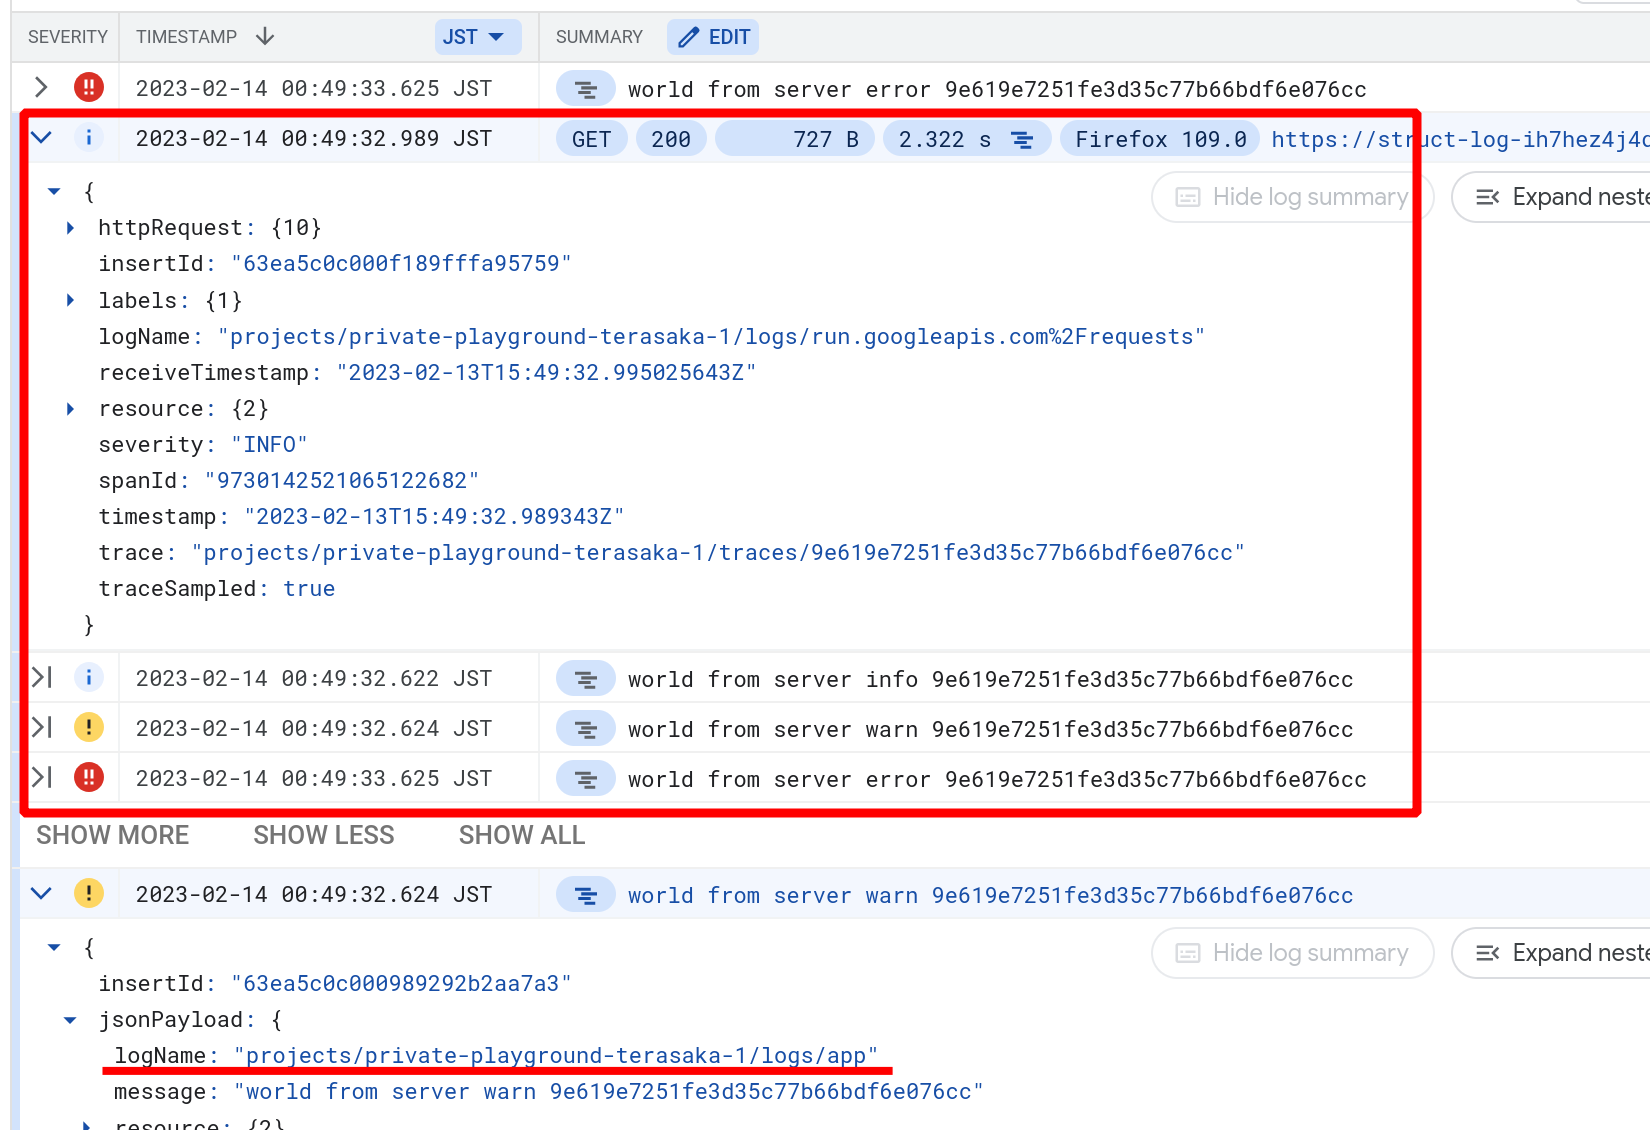 SEVERITY TIMESTAMP JST SUMMARY EDIT
2023-02-14 00:49:33.625 JST world from server error 9e619e7251fe3d35c77b66bdf6e076cc
2023-02-14 00:49:32.989 JST GET 200 727 B 2.322 s Firefox 109.0 https://struct-log-ih7hez4j4
{
Hide log summary Expand neste
httpRequest: {10}
insertId: "63ea5c0c000f189fffa95759"
labels: {1}
logName: "projects/private-playground-terasaka-1/logs/run.googleapis.com%2Frequests"
receiveTimestamp: "2023-02-13T15:49:32.995025643Z"
resource: {2}
severity: "INFO"
spanId: "9730142521065122682"
timestamp: "2023-02-13T15:49:32.989343Z"
trace: "projects/private-playground-terasaka-1/traces/9e619e7251fe3d35c77b66bdf6e076cc"
traceSampled: true
}
2023-02-14 00:49:32.622 JST world from server info 9e619e7251fe3d35c77b66bdf6e076cc
2023-02-14 00:49:32.624 JST world from server warn 9e619e7251fe3d35c77b66bdf6e076cc
2023-02-14 00:49:33.625 JST world from server error 9e619e7251fe3d35c77b66bdf6e076cc
SHOW MORE SHOW LESS SHOW ALL
2023-02-14 00:49:32.624 JST world from server warn 9e619e7251fe3d35c77b66bdf6e076cc
{
Hide log summary Expand neste
insertId: "63ea5c0c000989292b2aa7a3"
jsonPayload: {
logName: "projects/private-playground-terasaka-1/logs/app"
message: "world from server warn 9e619e7251fe3d35c77b66bdf6e076cc"
resource: {2}